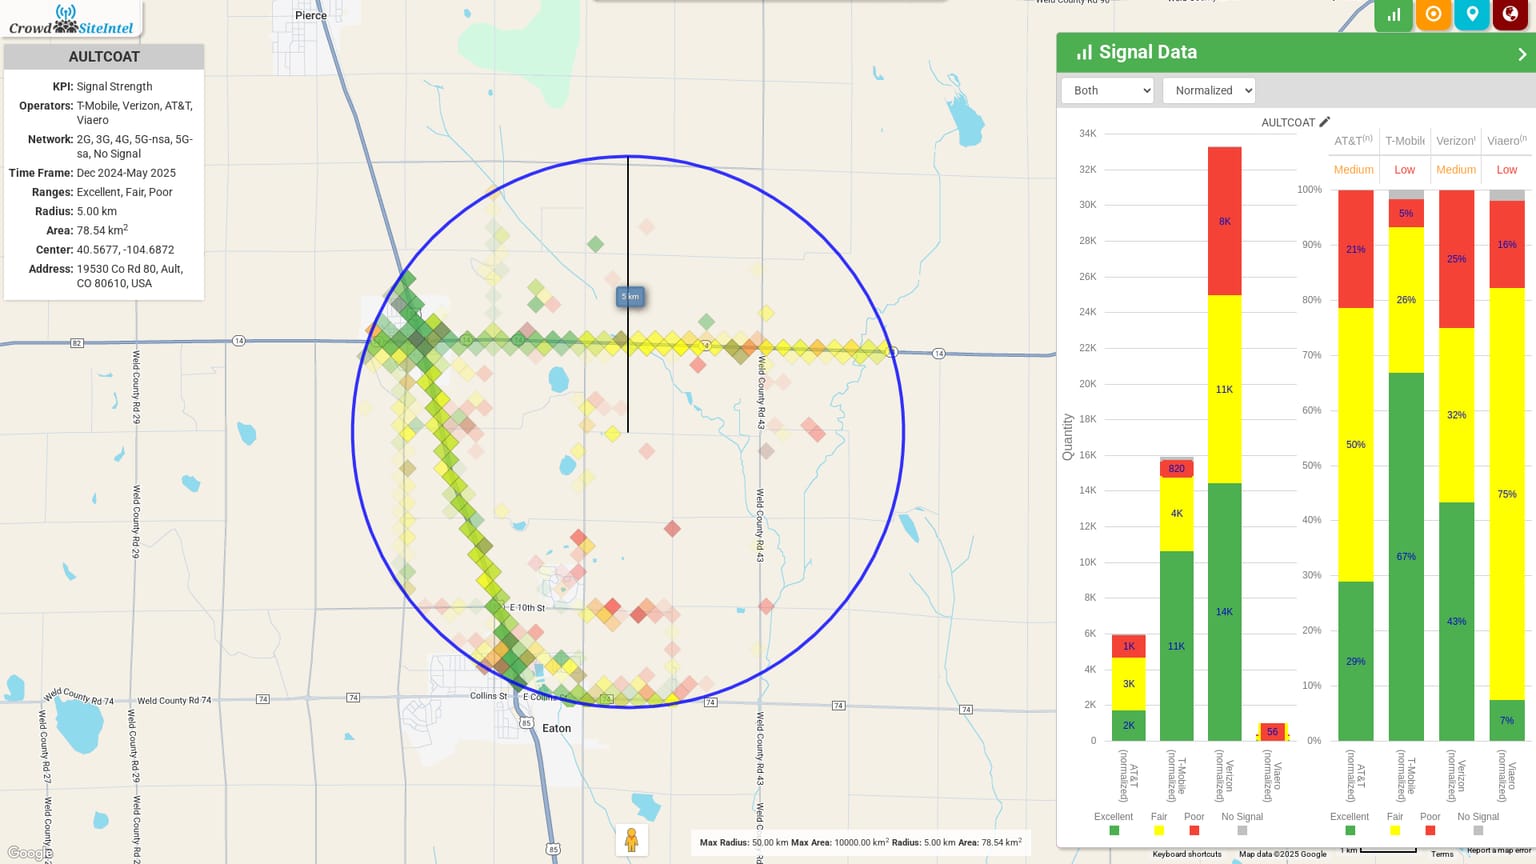 Crowd SiteIntel
AULTCOAT
KPI: Signal Strength
Operators: T-Mobile, Verizon, AT&T,
Viaero
Network: 2G, 3G, 4G, 5G-nsa, 5G-
sa, No Signal
Time Frame: Dec 2024-May 2025
Ranges: Excellent, Fair, Poor
Radius: 5.00 km
Area: 78.54 km²
Center: 40.5677, -104.6872
Address: 19530 Co Rd 80, Ault,
CO 80610, USA
Pierce
Weld County Rd 90
5 km
82
14
14
14
14
14
Weld County Rd 29
Weld County Rd 43
Weld County Rd 29
Weld County Rd 43
E 10th St
Weld County Rd 74
Weld County Rd 74
74
74
Collins St
E Collins St
74
74
74
74
85
Eaton
Weld County Rd 27
Weld County Rd 29
Weld County Rd 43
Weld C
85
Google
Max Radius: 50.00 km Max Area: 10000.00 km² Radius: 5.00 km Area: 78.54 km²
Signal Data
Both
Normalized
AULTCOAT
Quantity
34K
32K
30K
28K
26K
24K
22K
20K
18K
16K
14K
12K
10K
8K
6K
4K
2K
0
1K
3K
2K
820
4K
11K
8K
11K
14K
56
AT&T
(normalized)
T-Mobile
(normalized)
Verizon
(normalized)
Viaero
(normalized)
Excellent
Fair
Poor
No Signal
AT&T(n)
T-Mobile
Verizon
Viaero(n
Medium
Low
Medium
Low
100%
90%
80%
70%
60%
50%
40%
30%
20%
10%
0%
21%
50%
29%
5%
26%
67%
25%
32%
43%
16%
75%
7%
AT&T
(normalized)
T-Mobile
(normalized)
Verizon
(normalized)
Viaero
(normalized)
Excellent
Fair
Poor
No Signal
Keyboard shortcuts
Map data ©2025 Google
1 km
Terms
Report a map error